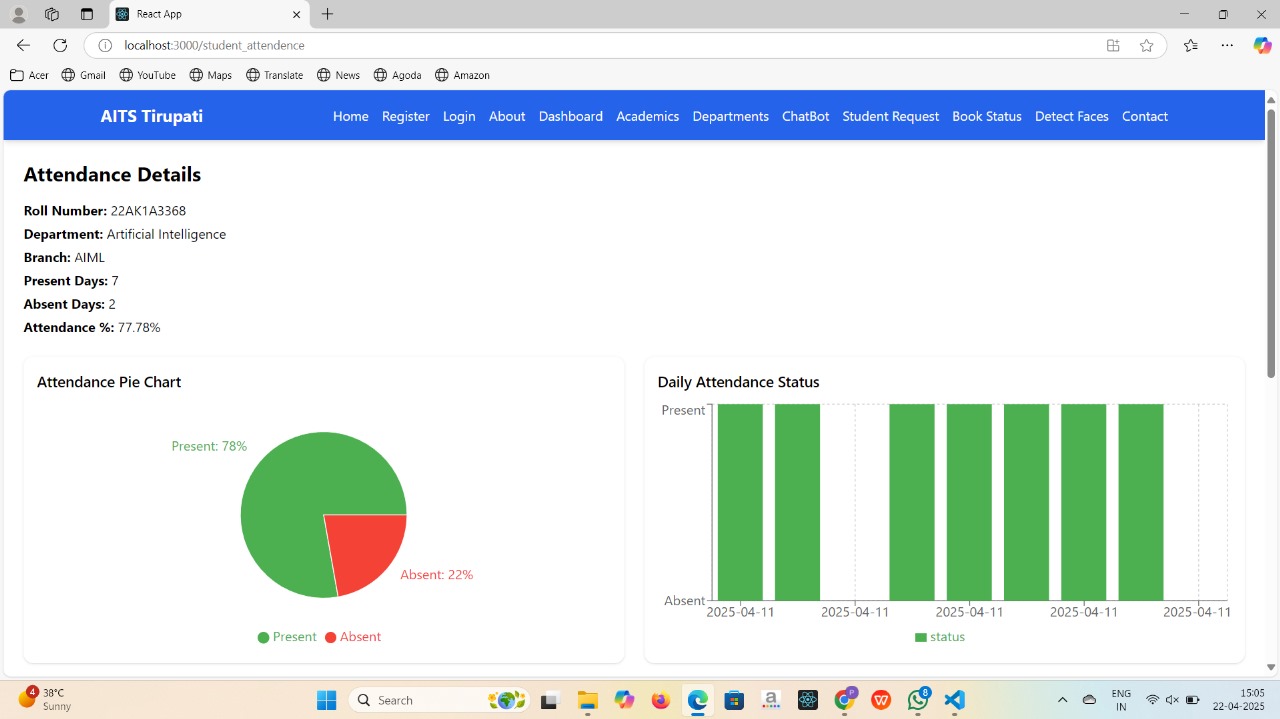 React App
localhost:3000/student_attendence
Acer Gmail YouTube Maps Translate News Agoda Amazon
AITS Tirupati Home Register Login About Dashboard Academics Departments ChatBot Student Request Book Status Detect Faces Contact
Attendance Details
Roll Number: 22AK1A3368
Department: Artificial Intelligence
Branch: AIML
Present Days: 7
Absent Days: 2
Attendance %: 77.78%
Attendance Pie Chart
Present: 78%
Absent: 22%
Present Absent
Daily Attendance Status
Present
Absent
2025-04-11 2025-04-11 2025-04-11 2025-04-11 2025-04-11
status
4
38°C
Sunny
Search
a
P
W
8
ENG
IN
15:05
22-04-2025